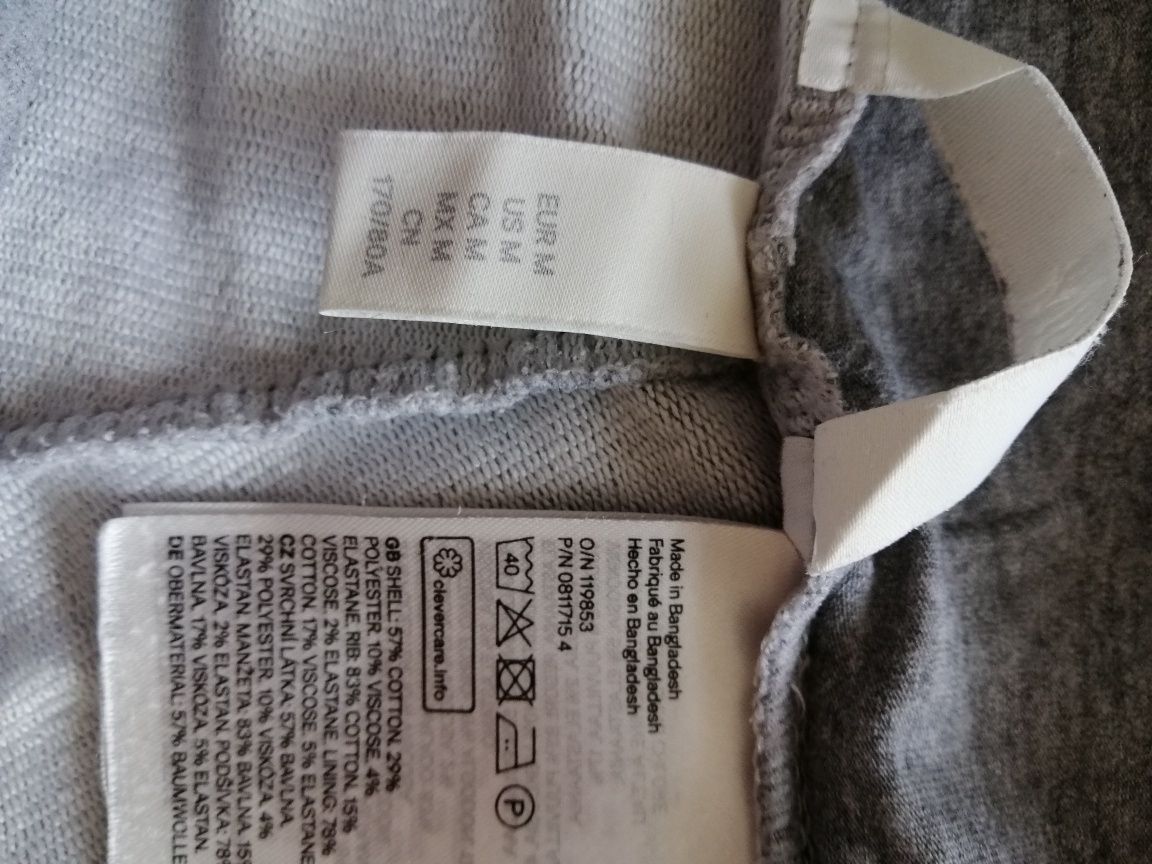 EUR M
US M
CA M
MX M
CN
170/80A
Made in Bangladesh
Fabriqué au Bangladesh
Hecho en Bangladesh
O/N 119853
P/N 0811715 4
40
P
clevercare.info
GB SHELL: 57% COTTON. 29%
POLYESTER. 10% VISCOSE. 4%
ELASTANE. RIB: 83% COTTON. 15%
VISCOSE. 2% ELASTANE. LINING: 78%
COTTON. 17% VISCOSE. 5% ELASTANE
CZ SVRCHNÍ LÁTKA: 57% BAVLNA.
29% POLYESTER. 10% VISKÓZA. 4%
ELASTAN. MANŽETA: 83% BAVLNA. 15%
VISKÓZA. 2% ELASTAN. PODŠÍVKA: 78%
BAVLNA. 17% VISKÓZA. 5% ELASTAN.
DE OBERMATERIAL: 57% BAUMWOLLE